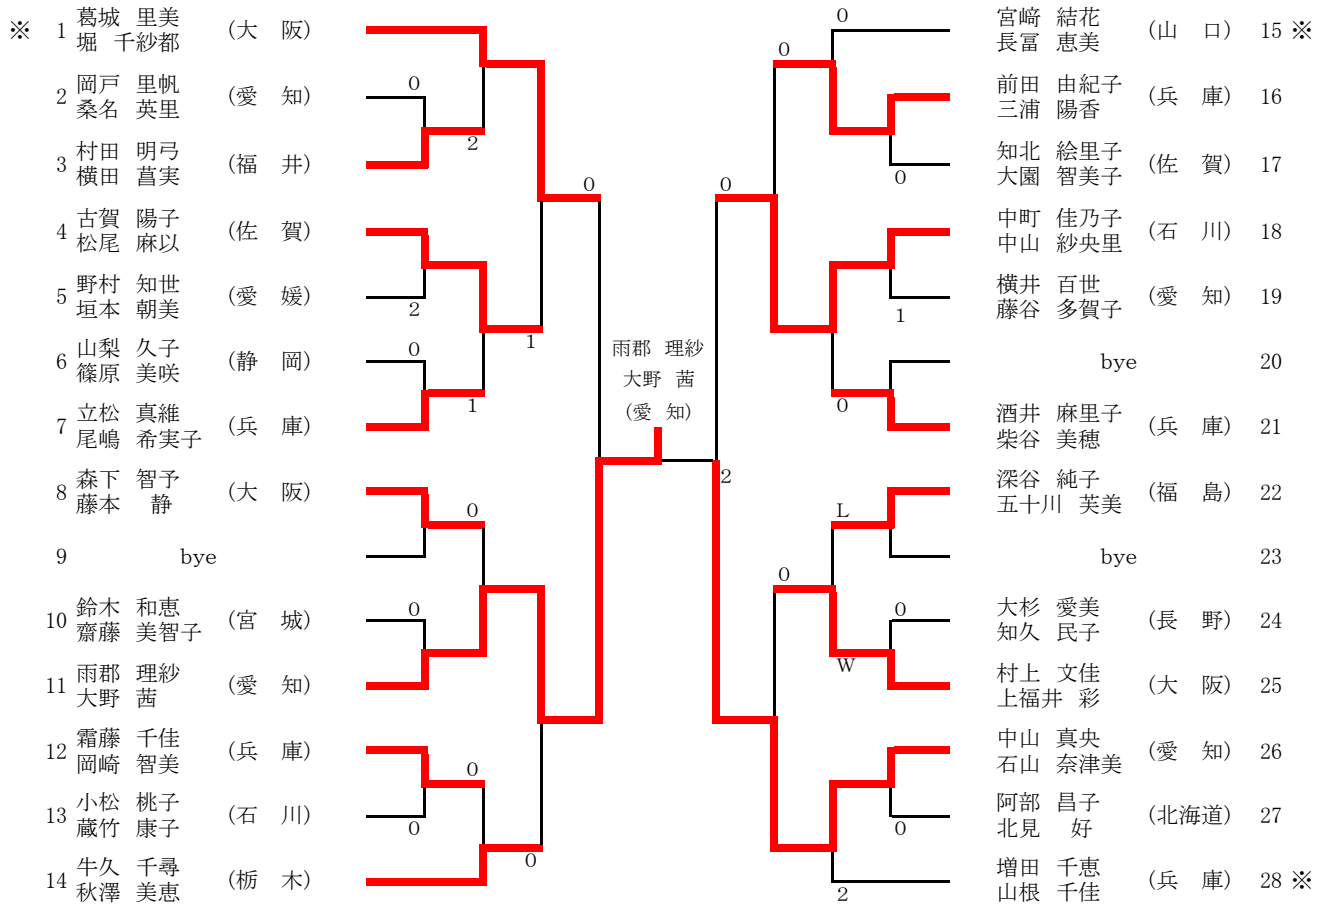 ※ 1 葛城 里美 (大 阪)
堀 千紗都
0
2 岡戸 里帆 (愛 知)
桑名 英里
2
3 村田 明弓 (福 井)
横田 菖実
0
4 古賀 陽子 (佐 賀)
松尾 麻以
5 野村 知世 (愛 媛)
垣本 朝美
2
1
6 山梨 久子 (静 岡)
篠原 美咲
0
1
7 立松 真維 (兵 庫)
尾嶋 希実子
8 森下 智予 (大 阪)
藤本 静
0
9 bye
10 鈴木 和恵 (宮 城)
齋藤 美智子
0
11 雨郡 理紗 (愛 知)
大野 茜
12 霜藤 千佳 (兵 庫)
岡崎 智美
0
13 小松 桃子 (石 川)
蔵竹 康子
0
0
14 牛久 千尋 (栃 木)
秋澤 美恵
雨郡 理紗
大野 茜
(愛 知)
2
0
宮﨑 結花 (山 口) 15 ※
長冨 恵美
0
前田 由紀子 (兵 庫) 16
三浦 陽香
知北 絵里子 (佐 賀) 17
大園 智美子
0
0
中町 佳乃子 (石 川) 18
中山 紗央里
横井 百世 (愛 知) 19
藤谷 多賀子
1
bye 20
0
酒井 麻里子 (兵 庫) 21
柴谷 美穂
深谷 純子 (福 島) 22
五十川 芙美
L
bye 23
0
0
大杉 愛美 (長 野) 24
知久 民子
W
村上 文佳 (大 阪) 25
上福井 彩
中山 真央 (愛 知) 26
石山 奈津美
阿部 昌子 (北海道) 27
北見 好
0
増田 千恵 (兵 庫) 28 ※
山根 千佳
2